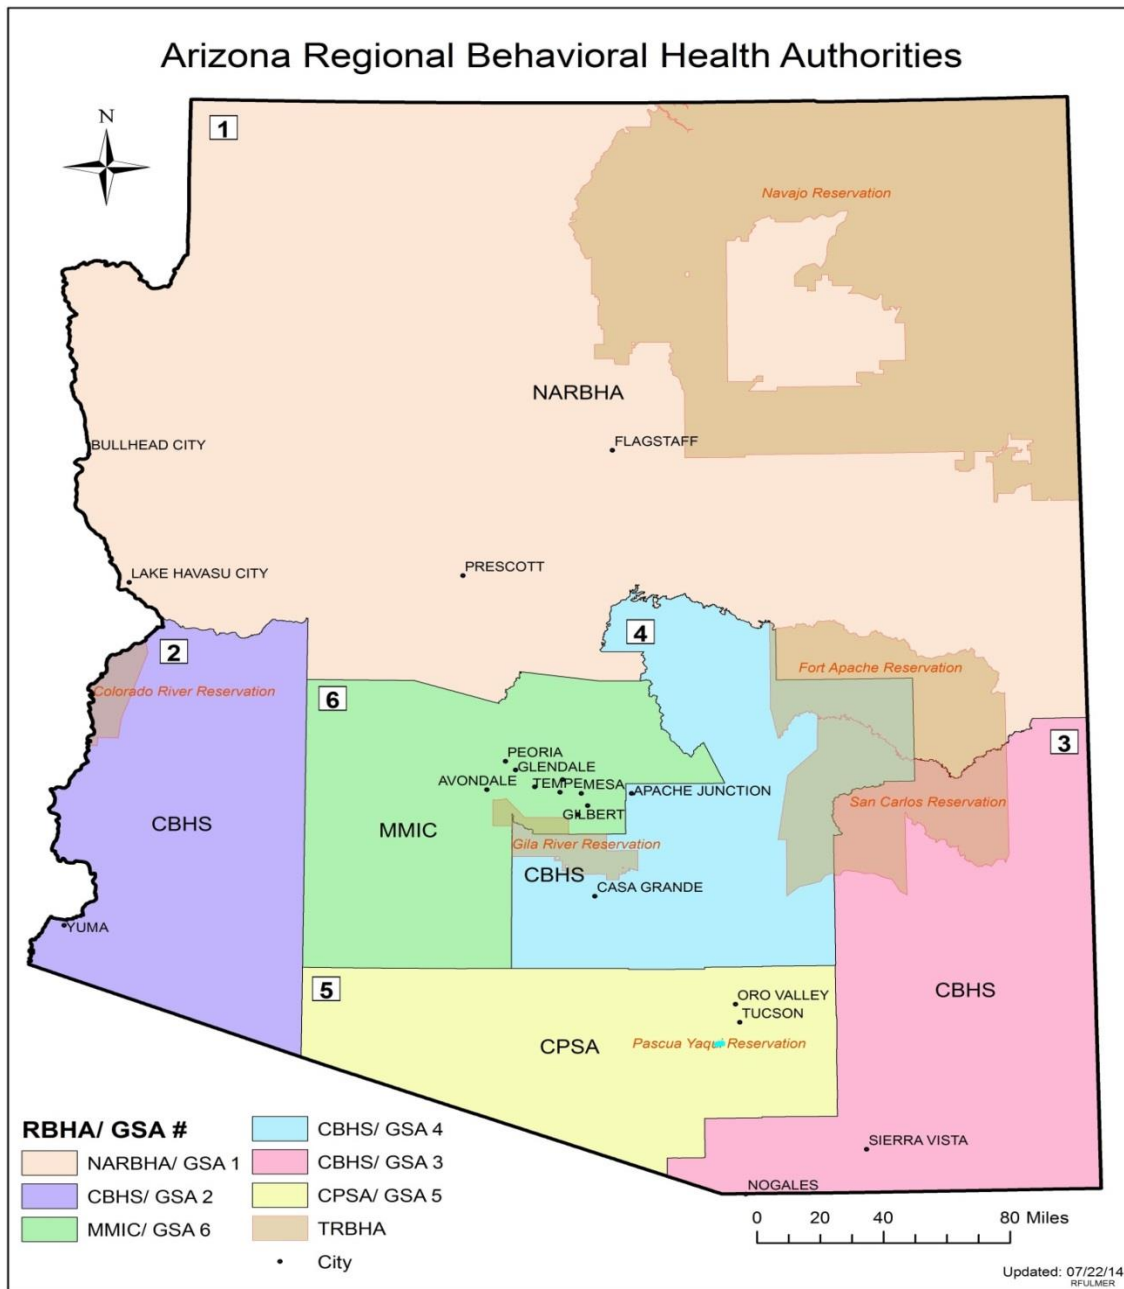 Arizona Regional Behavioral Health Authorities
N
1
Navajo Reservation
NARBHA
BULLHEAD CITY
FLAGSTAFF
LAKE HAVASU CITY
PRESCOTT
2
4
Colorado River Reservation
Fort Apache Reservation
6
3
PEORIA
GLENDALE
AVONDALE
TEMPE
MESA
APACHE JUNCTION
San Carlos Reservation
GILBERT
CBHS
MMIC
Gila River Reservation
CBHS
CASA GRANDE
YUMA
5
CBHS
ORO VALLEY
TUCSON
CPSA
Pascua Yaqui Reservation
SIERRA VISTA
NOGALES
RBHA/ GSA #
NARBHA/ GSA 1
CBHS/ GSA 2
MMIC/ GSA 6
CBHS/ GSA 4
CBHS/ GSA 3
CPSA/ GSA 5
TRBHA
City
0 20 40 80 Miles
Updated: 07/22/14
RFULMER